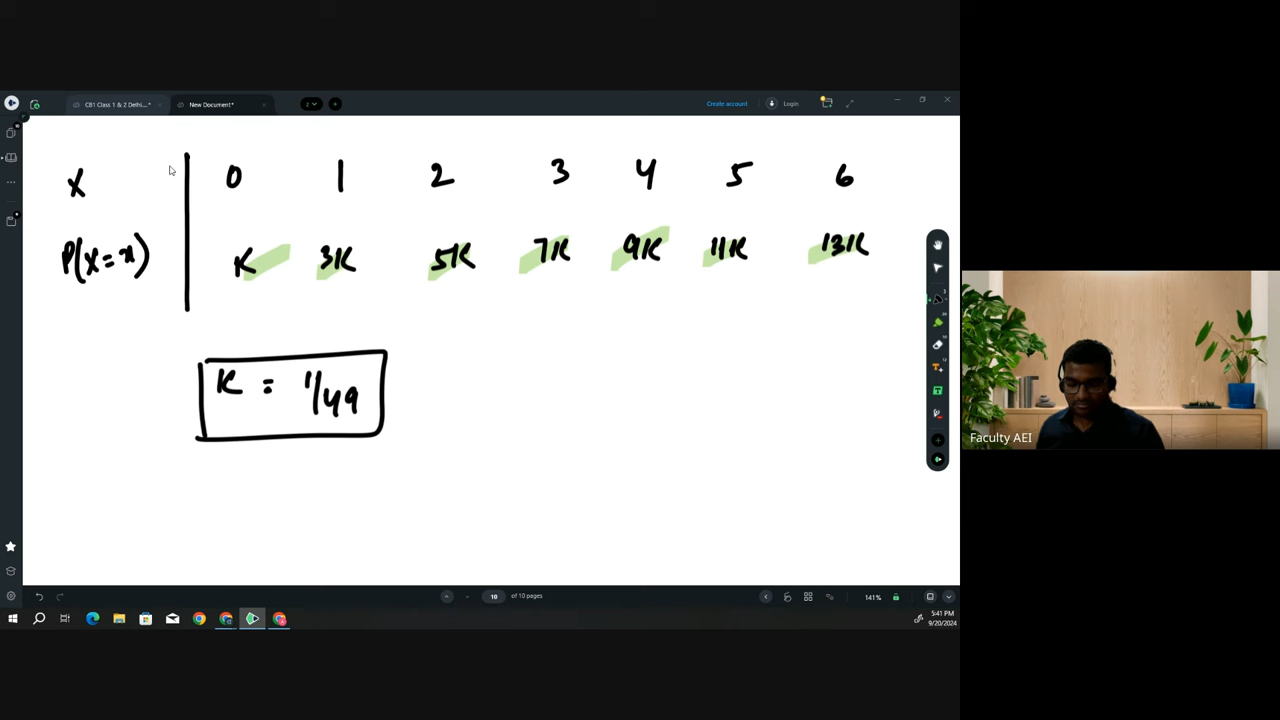 CB1 Class 1 & 2 Delhi...*
New Document*
2
Create account
Login
X 0 1 2 3 4 5 6
P(X=x) K 3K 5K 7K 9K 11K 13K
K = 1/49
Faculty AEI
10 of 10 pages
141%
5:41 PM
9/20/2024